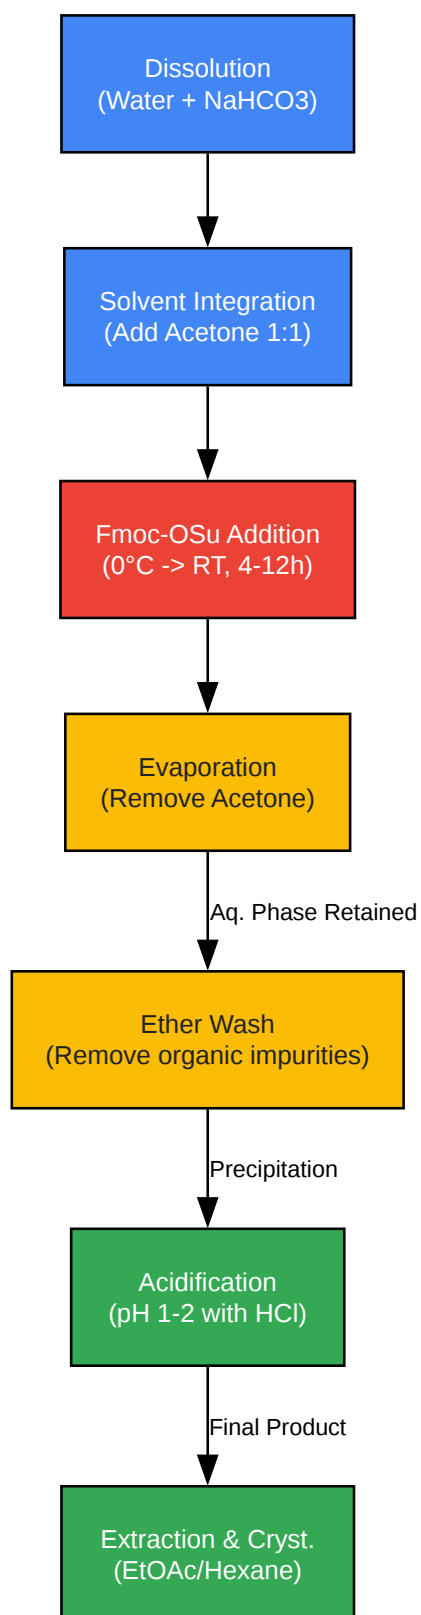 Dissolution
(Water + NaHCO3)
Solvent Integration
(Add Acetone 1:1)
Fmoc-OSu Addition
(0°C -> RT, 4-12h)
Evaporation
(Remove Acetone)
Aq. Phase Retained
Ether Wash
(Remove organic impurities)
Precipitation
Acidification
(pH 1-2 with HCl)
Final Product
Extraction & Cryst.
(EtOAc/Hexane)